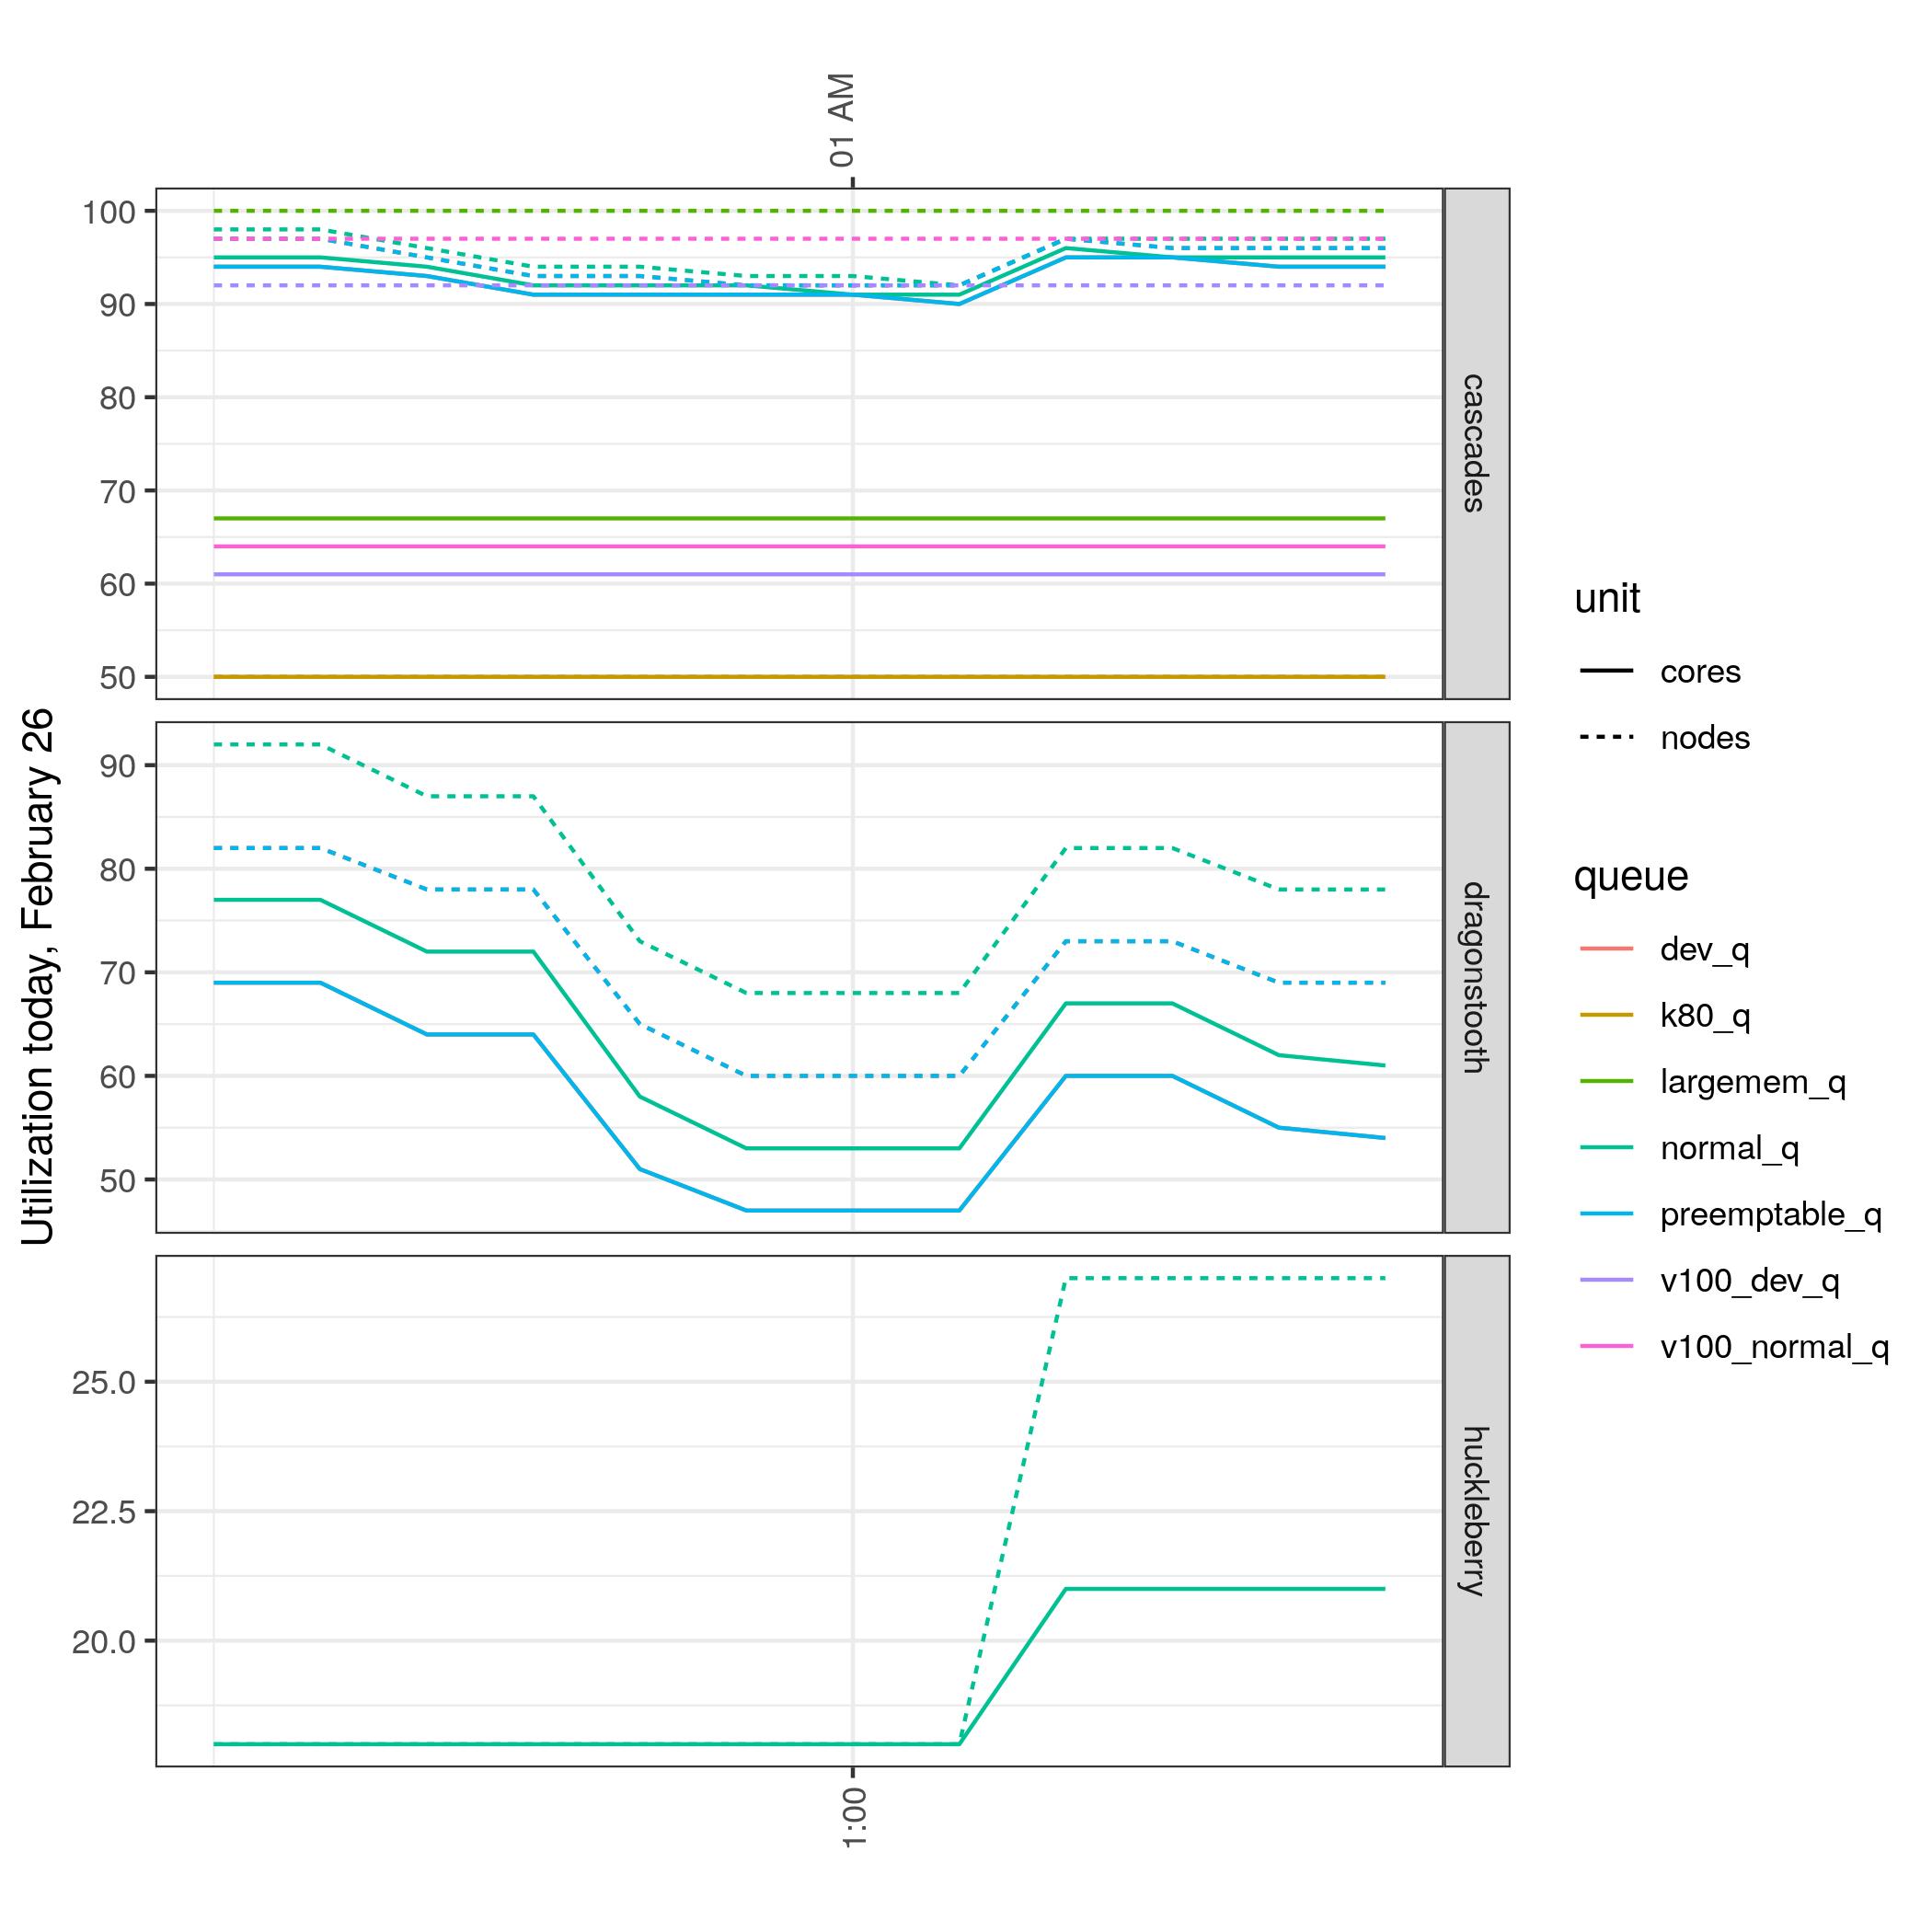 01 AM
100
90
80
70
60
50
cascades
90
80
70
60
50
dragonstooth
25.0
22.5
20.0
huckleberry
1:00
Utilization today, February 26
unit
cores
nodes
queue
dev_q
k80_q
largemem_q
normal_q
preemptable_q
v100_dev_q
v100_normal_q